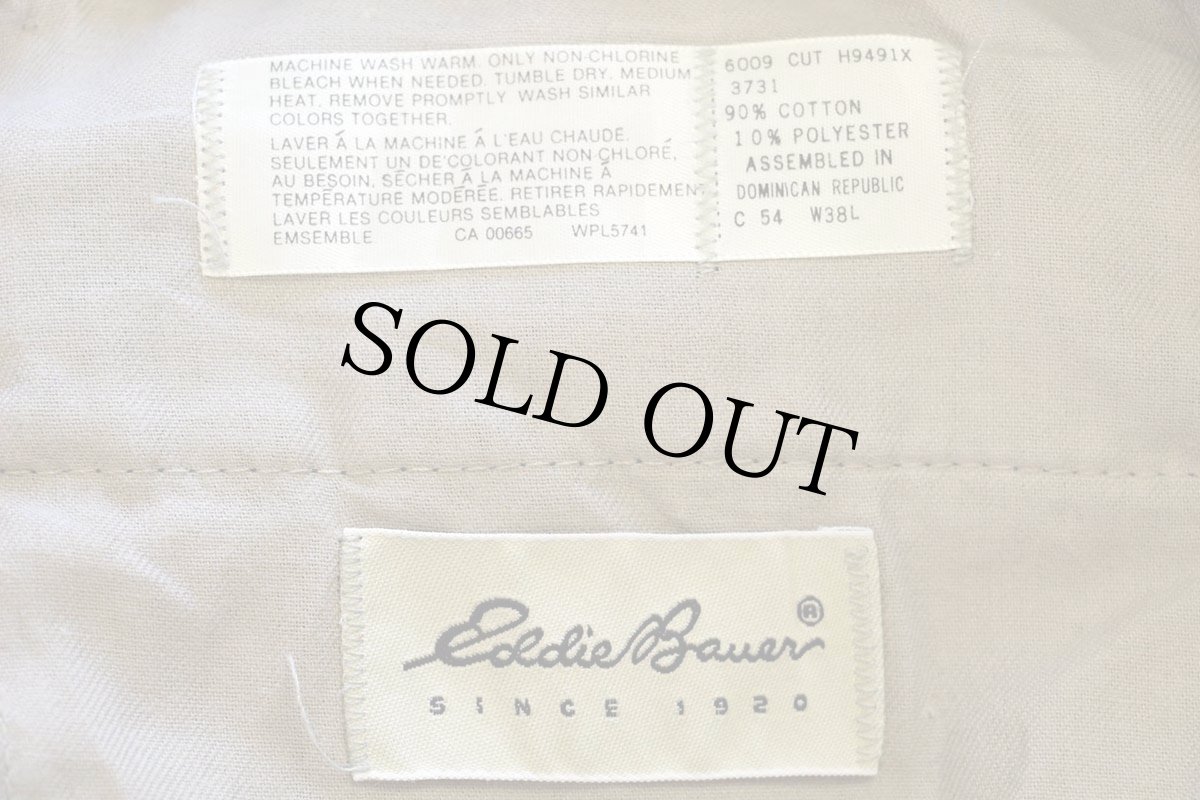 MACHINE WASH WARM. ONLY NON-CHLORINE
BLEACH WHEN NEEDED. TUMBLE DRY. MEDIUM
HEAT. REMOVE PROMPTLY WASH SIMILAR
COLORS TOGETHER.
LAVER Á LA MACHINE Á L'EAU CHAUDE.
SEULEMENT UN DE'COLORANT NON-CHLORÉ,
AU BESOIN, SÉCHER Á LA MACHINE Á
TEMPÉRATURE MODÉRÉE. RETIRER RAPIDEMEN
LAVER LES COULEURS SEMBLABLES
EMSEMBLE. CA 00665 WPL5741
6009 CUT H9491X
3731
90% COTTON
10% POLYESTER
ASSEMBLED IN
DOMINICAN REPUBLIC
C 54 W38L
SOLD OUT
Eddie Bauer ®
SINCE 1920